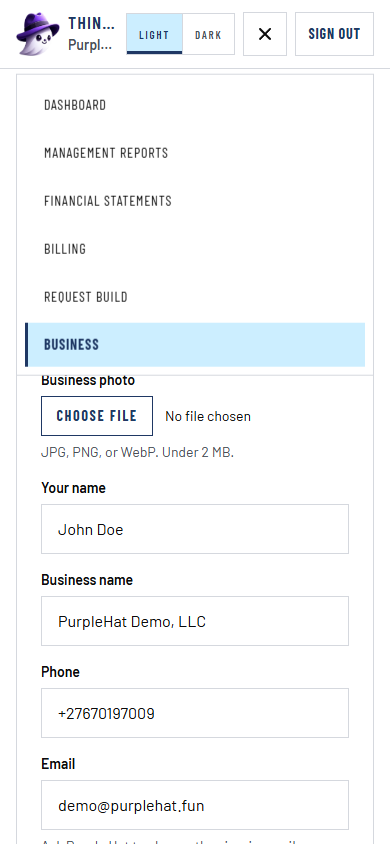 THIN...
Purpl...
LIGHT
DARK
SIGN OUT
DASHBOARD
MANAGEMENT REPORTS
FINANCIAL STATEMENTS
BILLING
REQUEST BUILD
BUSINESS
Business photo
CHOOSE FILE No file chosen
JPG, PNG, or WebP. Under 2 MB.
Your name
John Doe
Business name
PurpleHat Demo, LLC
Phone
+27670197009
Email
demo@purplehat.fun